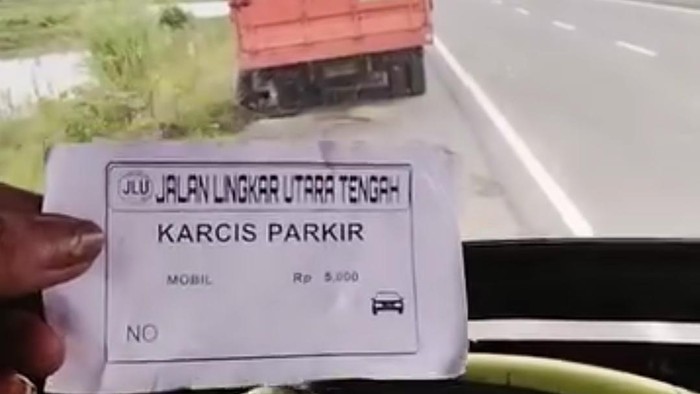 JLU JALAN LINGKAR UTARA TENGAH
KARCIS PARKIR
MOBIL Rp 5,000
NO